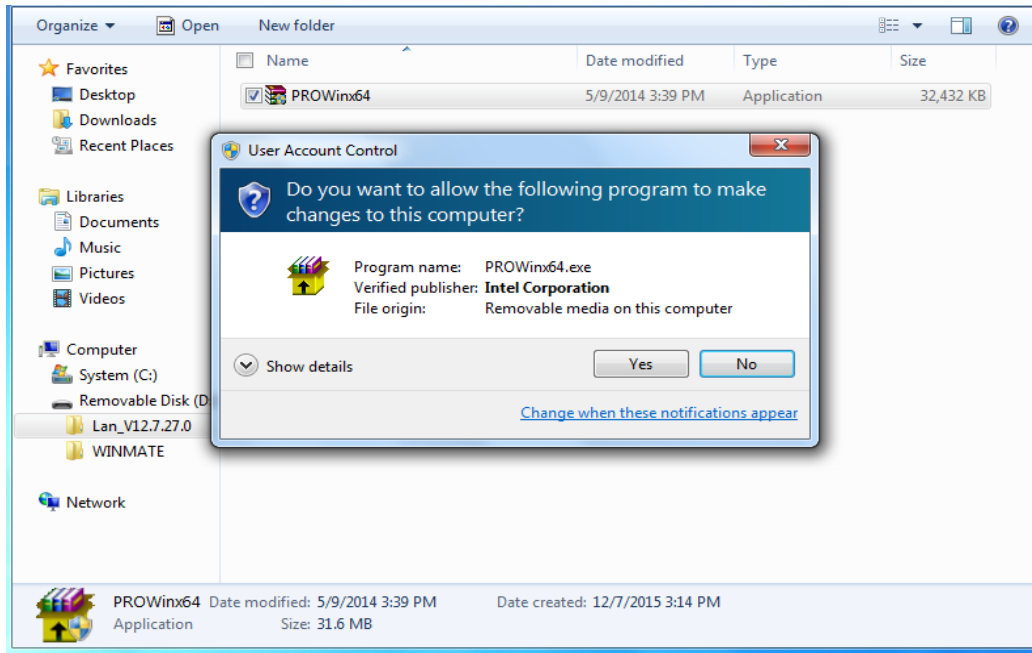 Organize Open New folder
Name Date modified Type Size
Favorites
Desktop
Downloads
Recent Places
Libraries
Documents
Music
Pictures
Videos
Computer
System (C:)
Removable Disk (D
Lan_V12.7.27.0
WINMATE
Network
PROWinx64 5/9/2014 3:39 PM Application 32,432 KB
User Account Control
Do you want to allow the following program to make
changes to this computer?
Program name: PROWinx64.exe
Verified publisher: Intel Corporation
File origin: Removable media on this computer
Show details Yes No
Change when these notifications appear
PROWinx64 Date modified: 5/9/2014 3:39 PM Date created: 12/7/2015 3:14 PM
Application Size: 31.6 MB